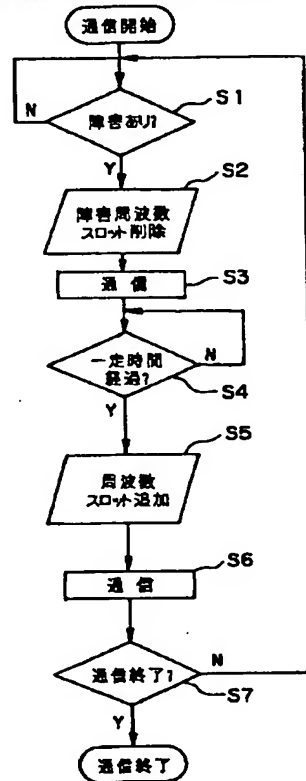 通信開始
N
障害あり?
S1
Y
S2
障害周波数
スロット削除
S3
通信
N
一定時間
経過?
S4
Y
S5
周波数
スロット追加
S6
通信
N
通信終了?
S7
Y
通信終了